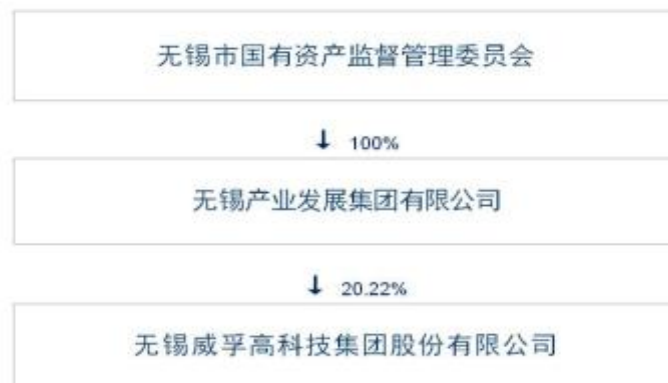 无锡市国有资产监督管理委员会
↓ 100%
无锡产业发展集团有限公司
↓ 20.22%
无锡威孚高科技集团股份有限公司